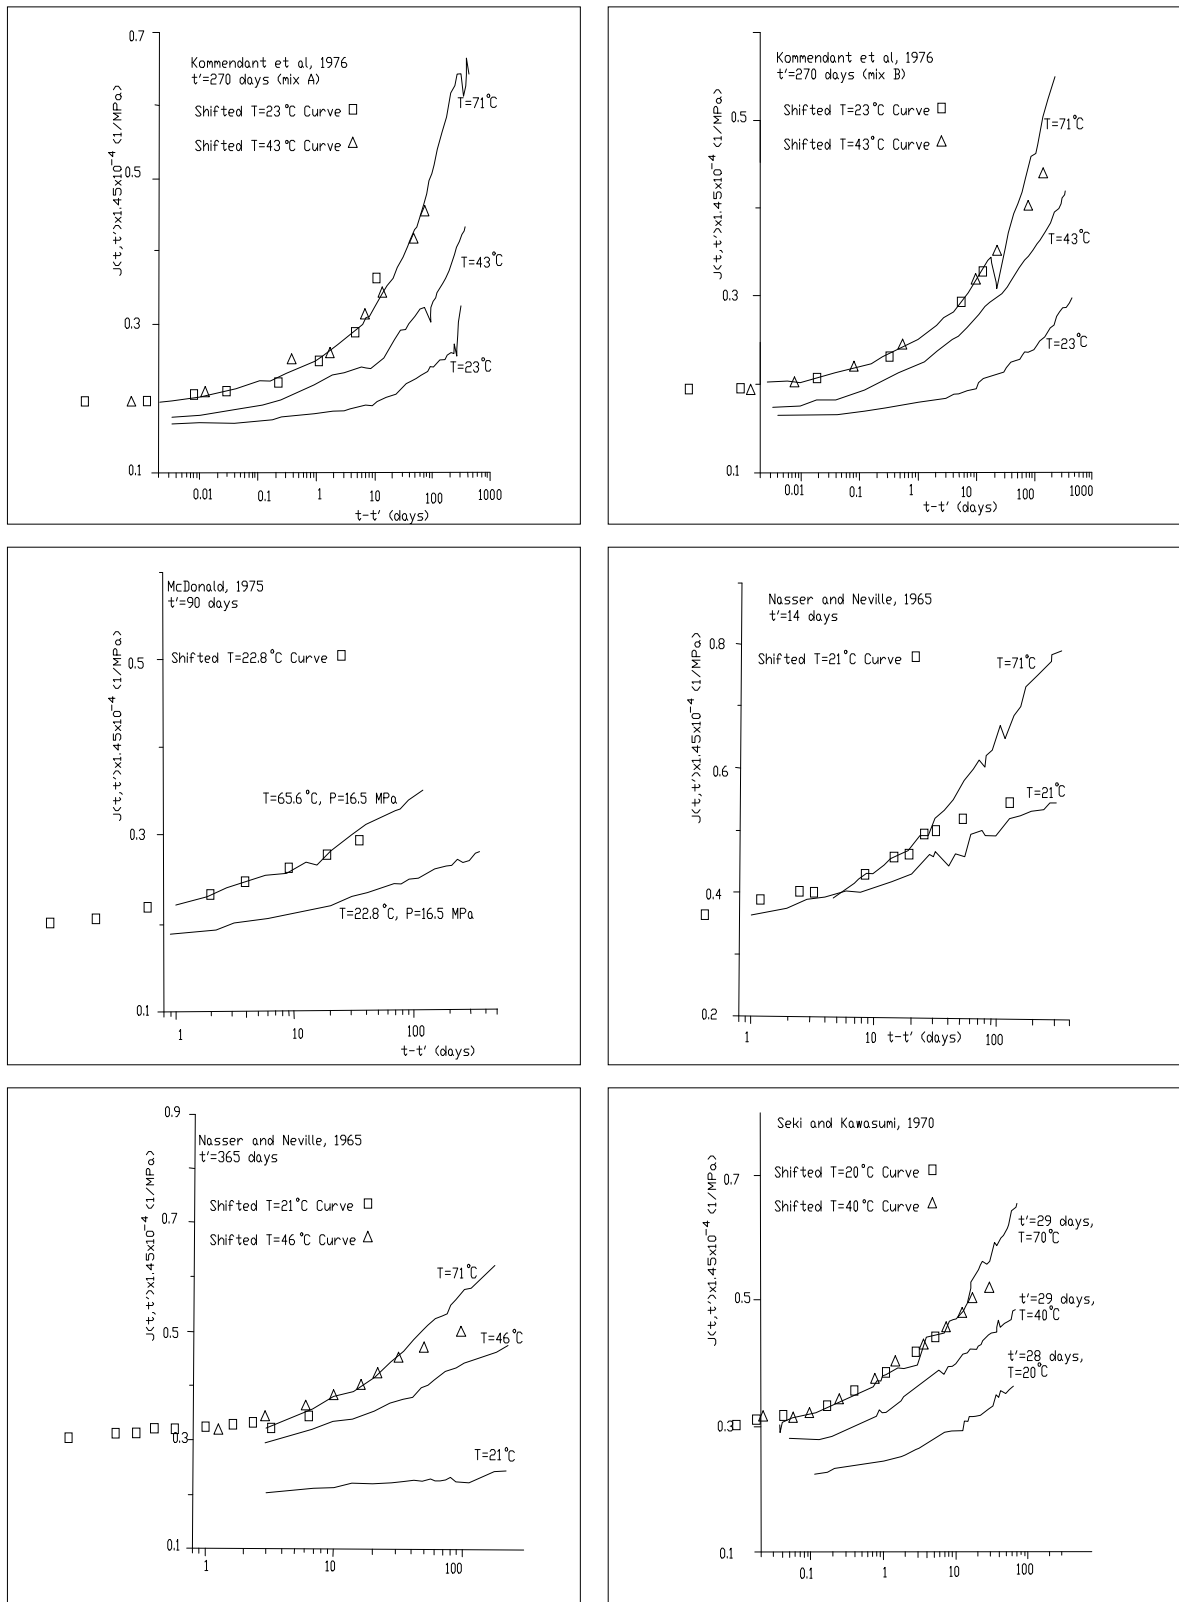 0.7
Kommendant et al, 1976
t'=270 days (mix A)
Shifted T=23°C Curve
Shifted T=43°C Curve
T=71°C
0.5
J(t,t')x1.45x10⁻⁴ (1/MPa)
T=43°C
0.3
T=23°C
0.1
0.01 0.1 1 10 100 1000
t-t' (days)
Kommendant et al, 1976
t'=270 days (mix B)
Shifted T=23°C Curve
Shifted T=43°C Curve
0.5
T=71°C
J(t,t')x1.45x10⁻⁴ (1/MPa)
T=43°C
0.3
T=23°C
0.1
0.01 0.1 1 10 100 1000
t-t' (days)
McDonald, 1975
t'=90 days
Shifted T=22.8°C Curve
0.5
J(t,t')x1.45x10⁻⁴ (1/MPa)
T=65.6°C, P=16.5 MPa
0.3
T=22.8°C, P=16.5 MPa
0.1
1 10 100
t-t' (days)
Nasser and Neville, 1965
t'=14 days
0.8
Shifted T=21°C Curve
T=71°C
J(t,t')x1.45x10⁻⁴ (1/MPa)
0.6
T=21°C
0.4
0.2
1 10 100
t-t' (days)
0.9
Nasser and Neville, 1965
t'=365 days
Shifted T=21°C Curve
0.7
Shifted T=46°C Curve
J(t,t')x1.45x10⁻⁴ (1/MPa)
T=71°C
0.5
T=46°C
0.3
T=21°C
0.1
1 10 100
Seki and Kawasumi, 1970
Shifted T=20°C Curve
0.7
Shifted T=40°C Curve
J(t,t')x1.45x10⁻⁴ (1/MPa)
t'=29 days,
T=70°C
0.5
t'=29 days,
T=40°C
t'=28 days,
T=20°C
0.3
0.1
0.1 1 10 100